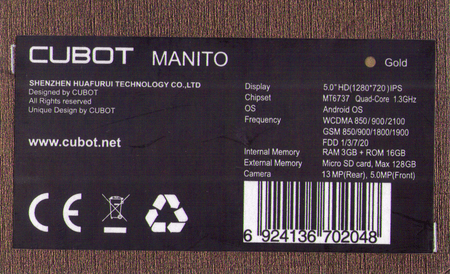 CUBOT MANITO
Gold
SHENZHEN HUAFURUI TECHNOLOGY CO.,LTD
Designed by CUBOT
All Rights reserved
Unique Design by CUBOT
www.cubot.net
Display 5.0"HD(1280*720)IPS
Chipset MT6737 Quad-Core 1.3GHz
OS Android OS
Frequency WCDMA 850/900/2100
GSM 850/900/1800/1900
FDD 1/3/7/20
Internal Memory RAM 3GB + ROM 16GB
External Memory Micro SD card, Max 128GB
Camera 13.MP(Rear), 5.0MP(Front)
CE
6 924136 702048